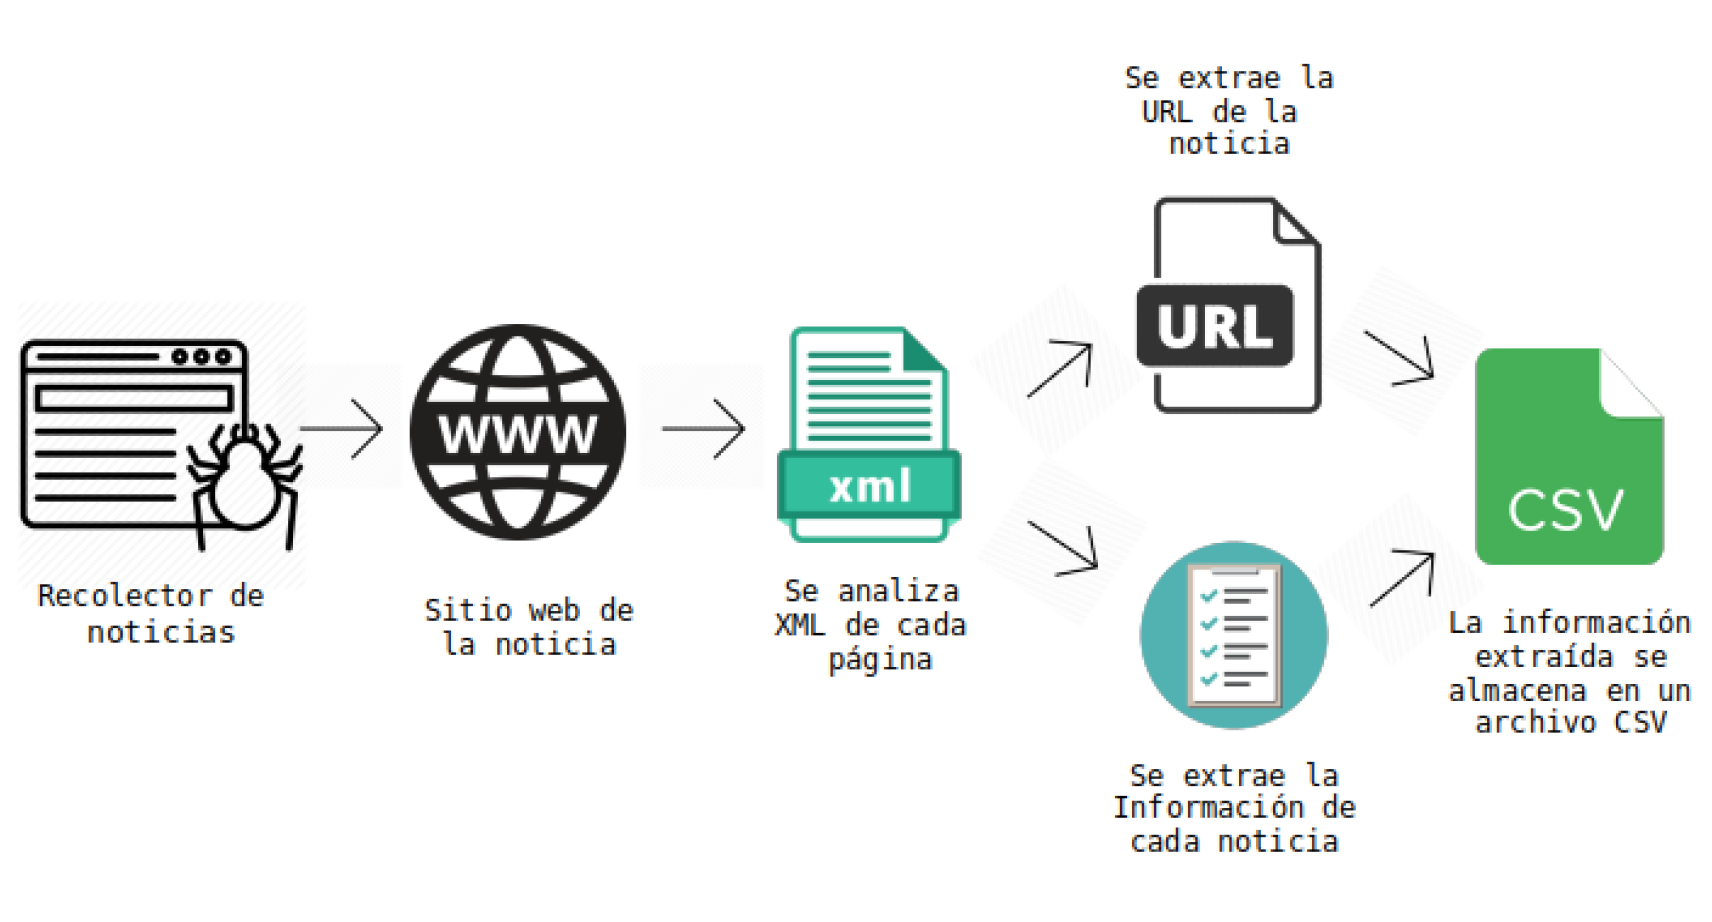 Recolector de
noticias
WWW
Sitio web de
la noticia
xml
Se analiza
XML de cada
página
Se extrae la
URL de la
noticia
URL
Se extrae la
Información de
cada noticia
CSV
La información
extraída se
almacena en un
archivo CSV